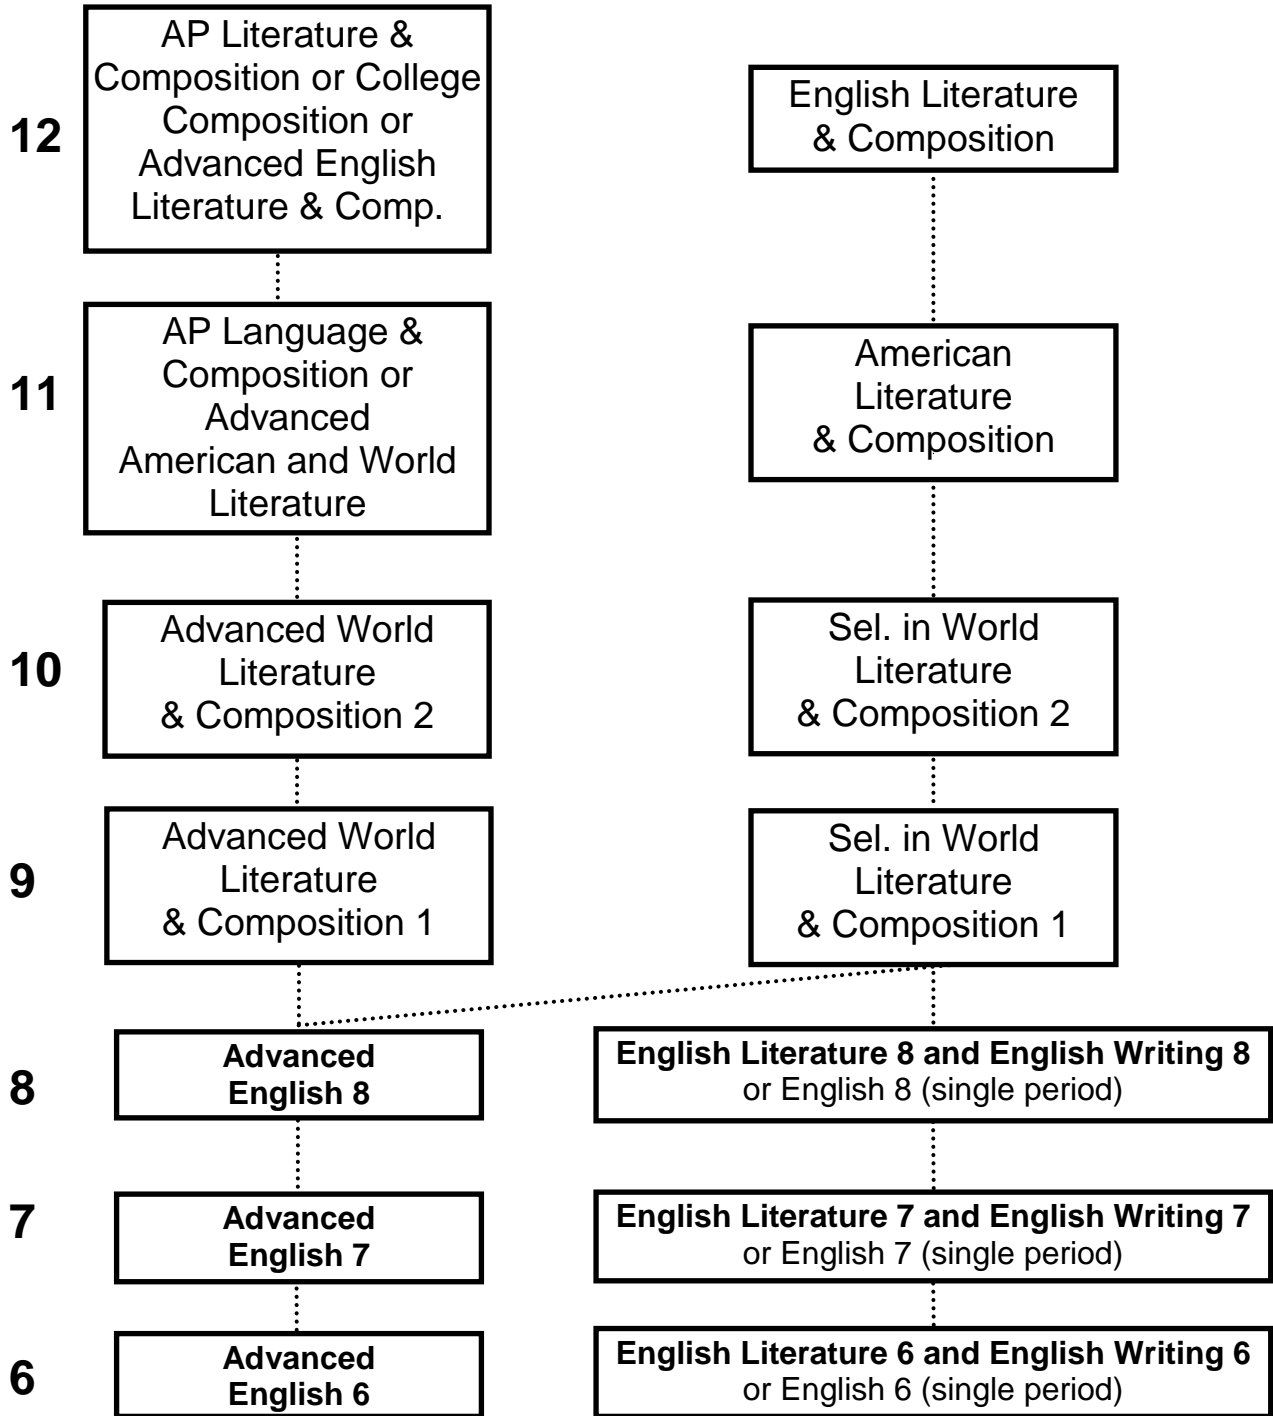 12
AP Literature &
Composition or College
Composition or
Advanced English
Literature & Comp.
English Literature
& Composition
11
AP Language &
Composition or
Advanced
American and World
Literature
American
Literature
& Composition
10
Advanced World
Literature
& Composition 2
Sel. in World
Literature
& Composition 2
9
Advanced World
Literature
& Composition 1
Sel. in World
Literature
& Composition 1
8
Advanced
English 8
English Literature 8 and English Writing 8
or English 8 (single period)
7
Advanced
English 7
English Literature 7 and English Writing 7
or English 7 (single period)
6
Advanced
English 6
English Literature 6 and English Writing 6
or English 6 (single period)